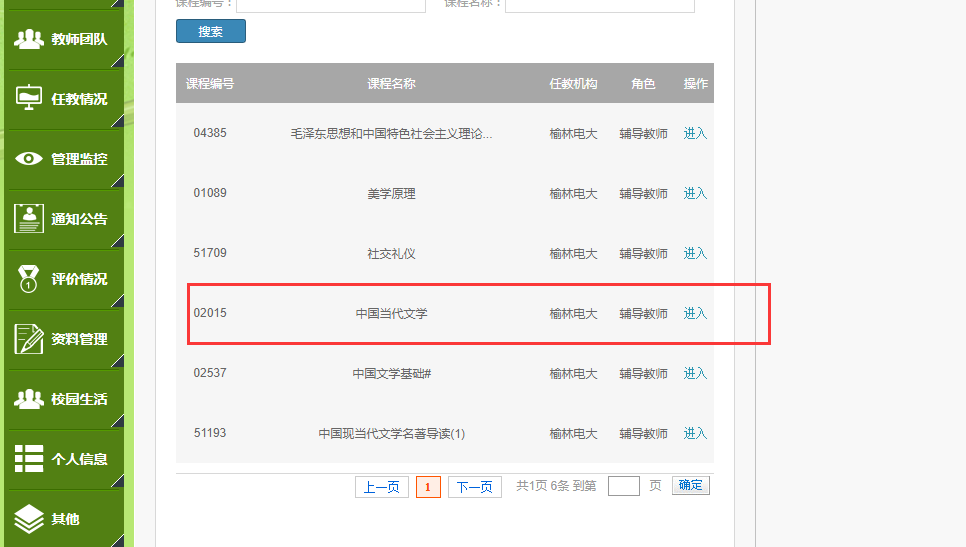 课程编号：
课程名称：
搜索
教师团队
任教情况
管理监控
通知公告
评价情况
1
资料管理
校园生活
个人信息
其他
课程编号 课程名称 任教机构 角色 操作
04385 毛泽东思想和中国特色社会主义理论... 榆林电大 辅导教师 进入
01089 美学原理 榆林电大 辅导教师 进入
51709 社交礼仪 榆林电大 辅导教师 进入
02015 中国当代文学 榆林电大 辅导教师 进入
02537 中国文学基础# 榆林电大 辅导教师 进入
51193 中国现当代文学名著导读(1) 榆林电大 辅导教师 进入
上一页 1 下一页 共1页 6条 到第 页 确定